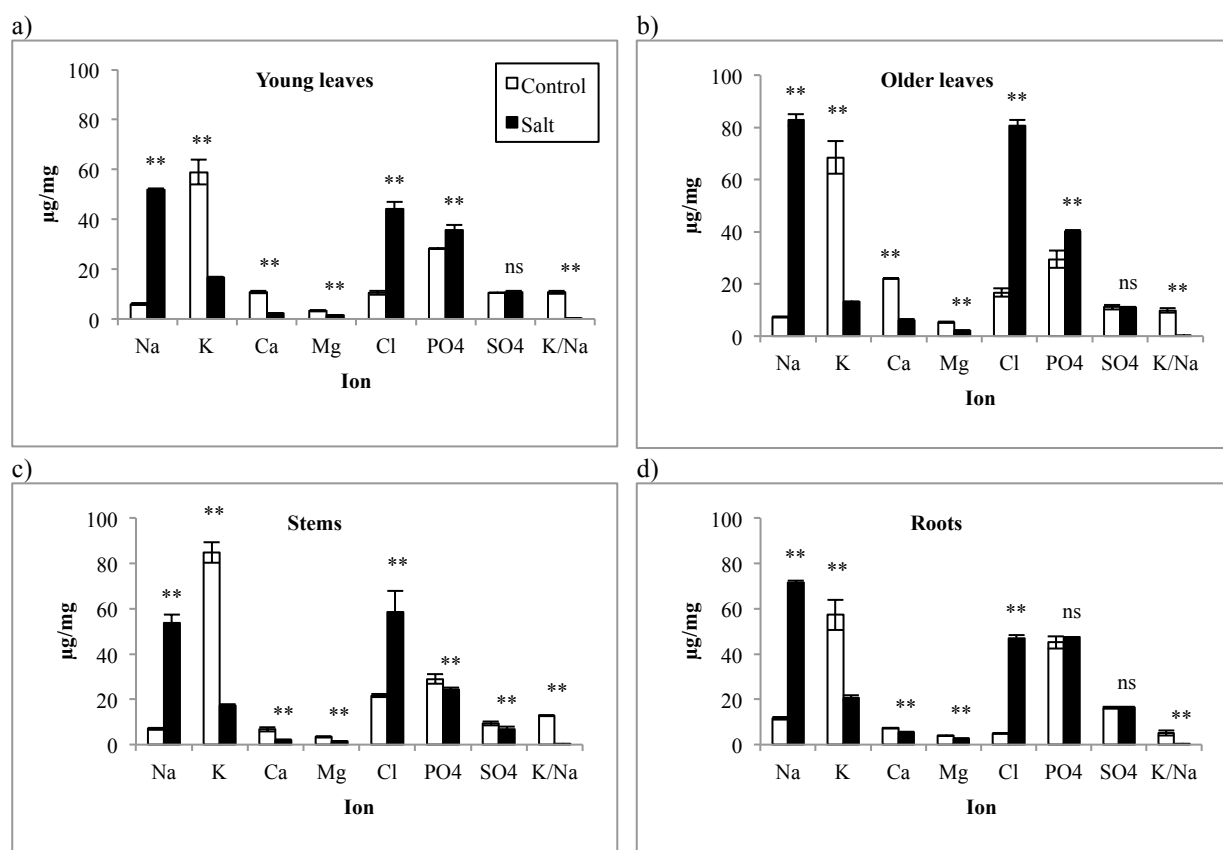 a)
Young leaves
Control
Salt
µg/mg
100
80
60
40
20
0
** ** ** ** ** ** ns **
Na K Ca Mg Cl PO4 SO4 K/Na
Ion
b)
Older leaves
µg/mg
100
80
60
40
20
0
** ** ** ** ** ** ns **
Na K Ca Mg Cl PO4 SO4 K/Na
Ion
c)
Stems
µg/mg
100
80
60
40
20
0
** ** ** ** ** ** ** **
Na K Ca Mg Cl PO4 SO4 K/Na
Ion
d)
Roots
µg/mg
100
80
60
40
20
0
** ** ** ** ** ns ns **
Na K Ca Mg Cl PO4 SO4 K/Na
Ion